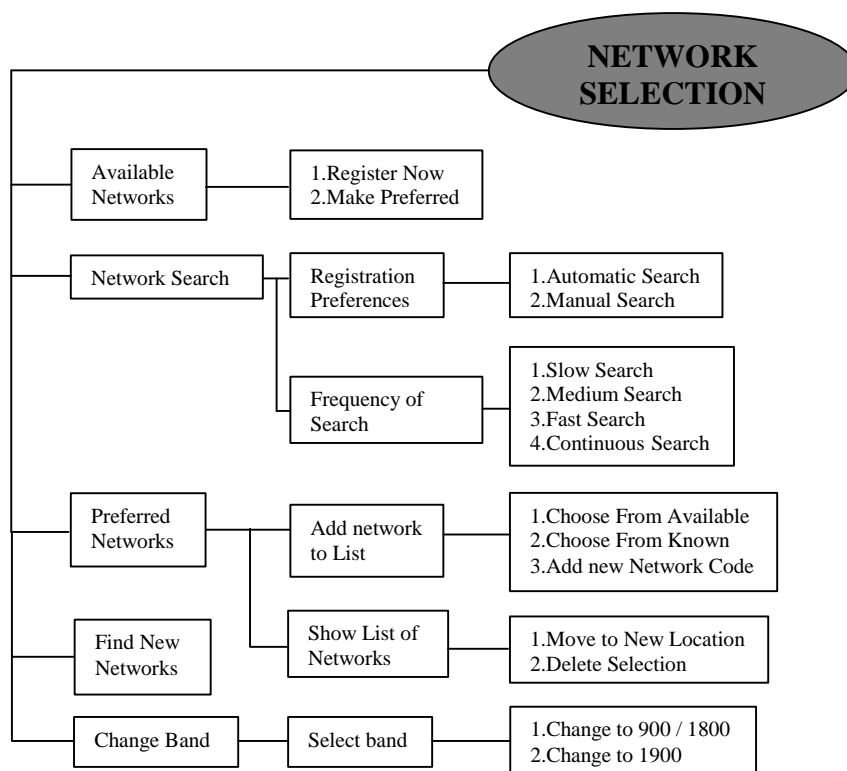 NETWORK
SELECTION
Available
Networks
1.Register Now
2.Make Preferred
Network Search
Registration
Preferences
1.Automatic Search
2.Manual Search
Frequency of
Search
1.Slow Search
2.Medium Search
3.Fast Search
4.Continuous Search
Preferred
Networks
Add network
to List
1.Choose From Available
2.Choose From Known
3.Add new Network Code
Show List of
Networks
1.Move to New Location
2.Delete Selection
Find New
Networks
Change Band
Select band
1.Change to 900 / 1800
2.Change to 1900